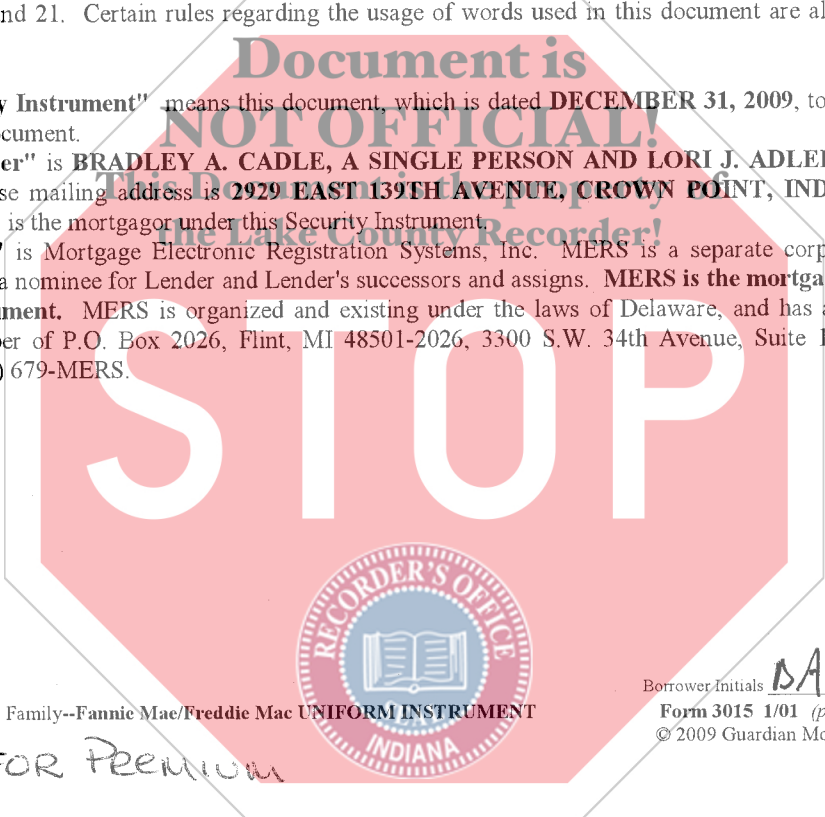 nd 21. Certain rules regarding the usage of words used in this document are al
Document is
y Instrument" means this document, which is dated DECEMBER 31, 2009, to
NOT OFFICIAL!
cument.
er" is BRADLEY A. CADLE, A SINGLE PERSON AND LORI J. ADLE
This Document is the property of
se mailing address is 2929 EAST 139TH AVENUE, CROWN POINT, IND
is the mortgagor under this Security Instrument.
the Lake County Recorder!
is Mortgage Electronic Registration Systems, Inc. MERS is a separate corp
a nominee for Lender and Lender's successors and assigns. MERS is the mortga
ment. MERS is organized and existing under the laws of Delaware, and has a
er of P.O. Box 2026, Flint, MI 48501-2026, 3300 S.W. 34th Avenue, Suite
) 679-MERS.
STOP
RECORDER'S OFFICE
SEAL
INDIANA
Borrower Initials BA
Family--Fannie Mae/Freddie Mac UNIFORM INSTRUMENT
Form 3015 1/01 (p
© 2009 Guardian Mo
FOR PREMIUM